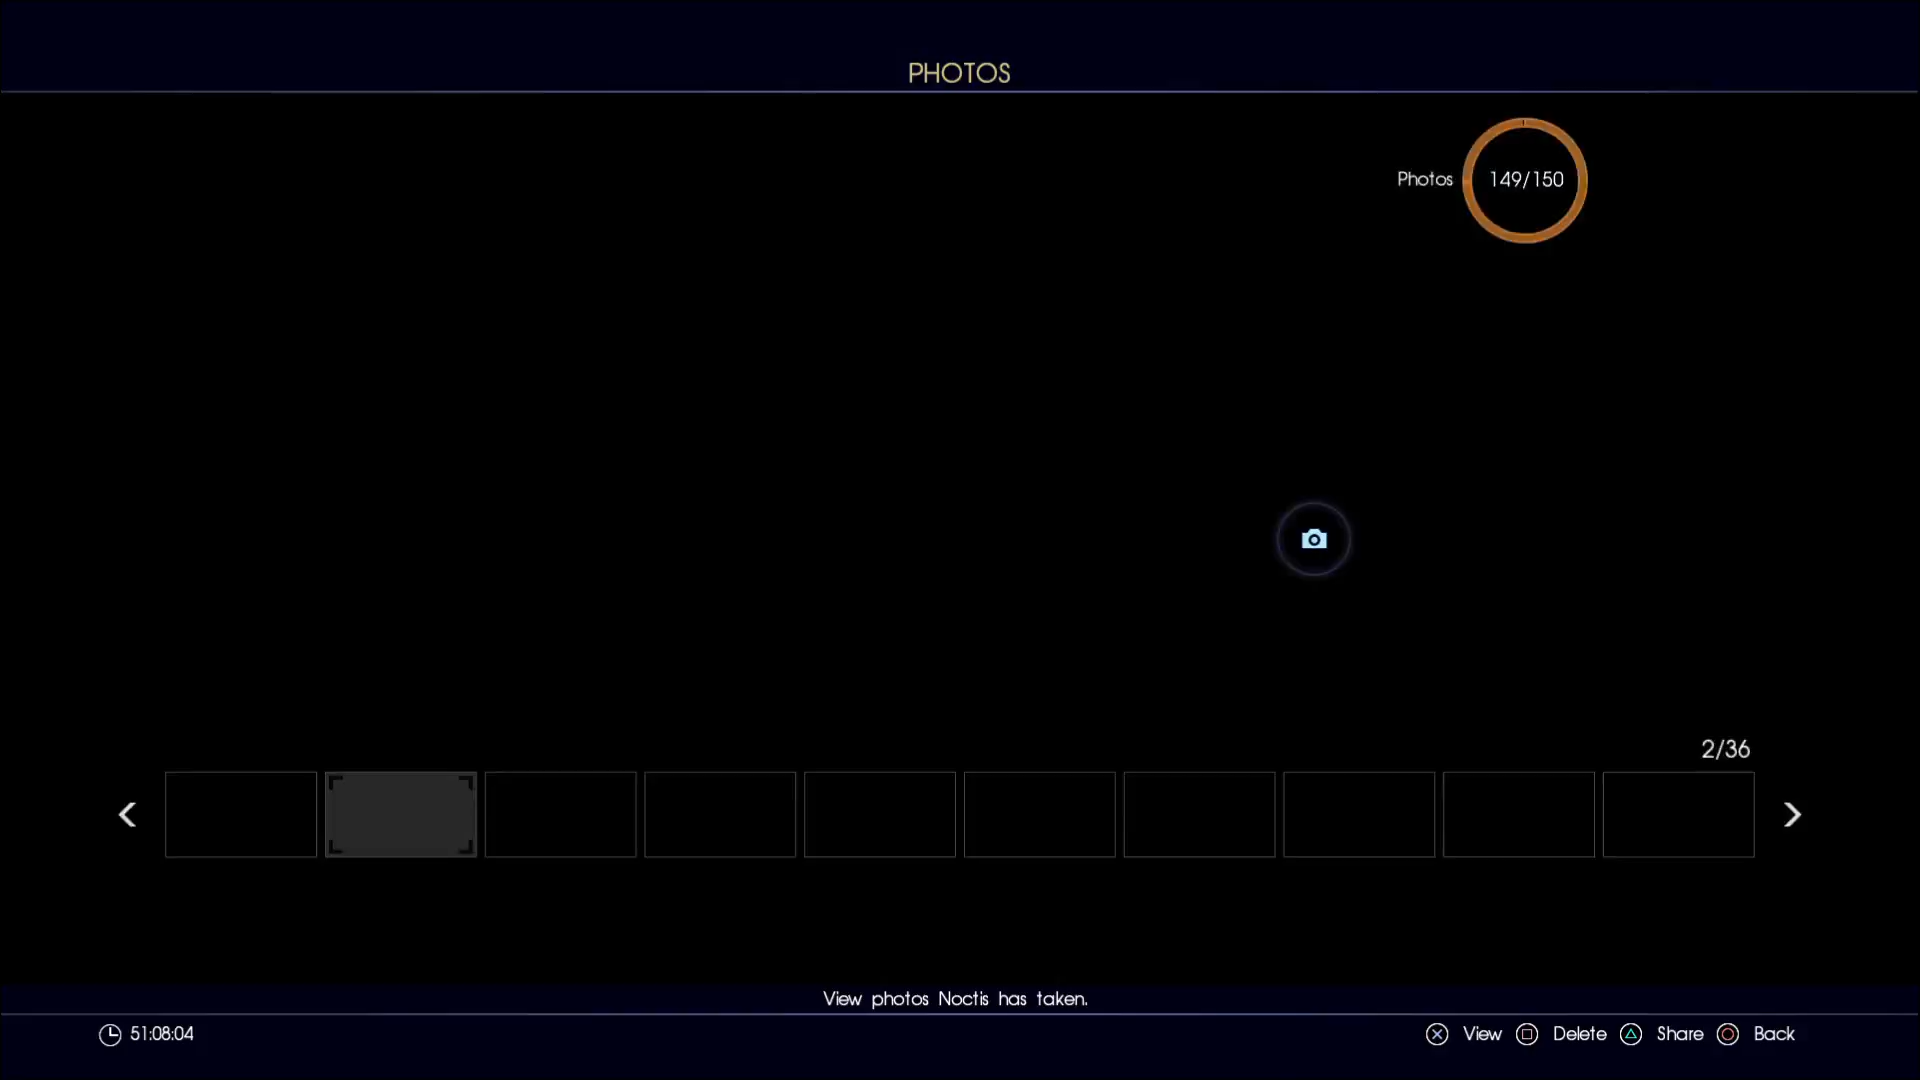 PHOTOS
Photos 149/150
2/36
View photos Noctis has taken.
51:08:04 View Delete Share Back